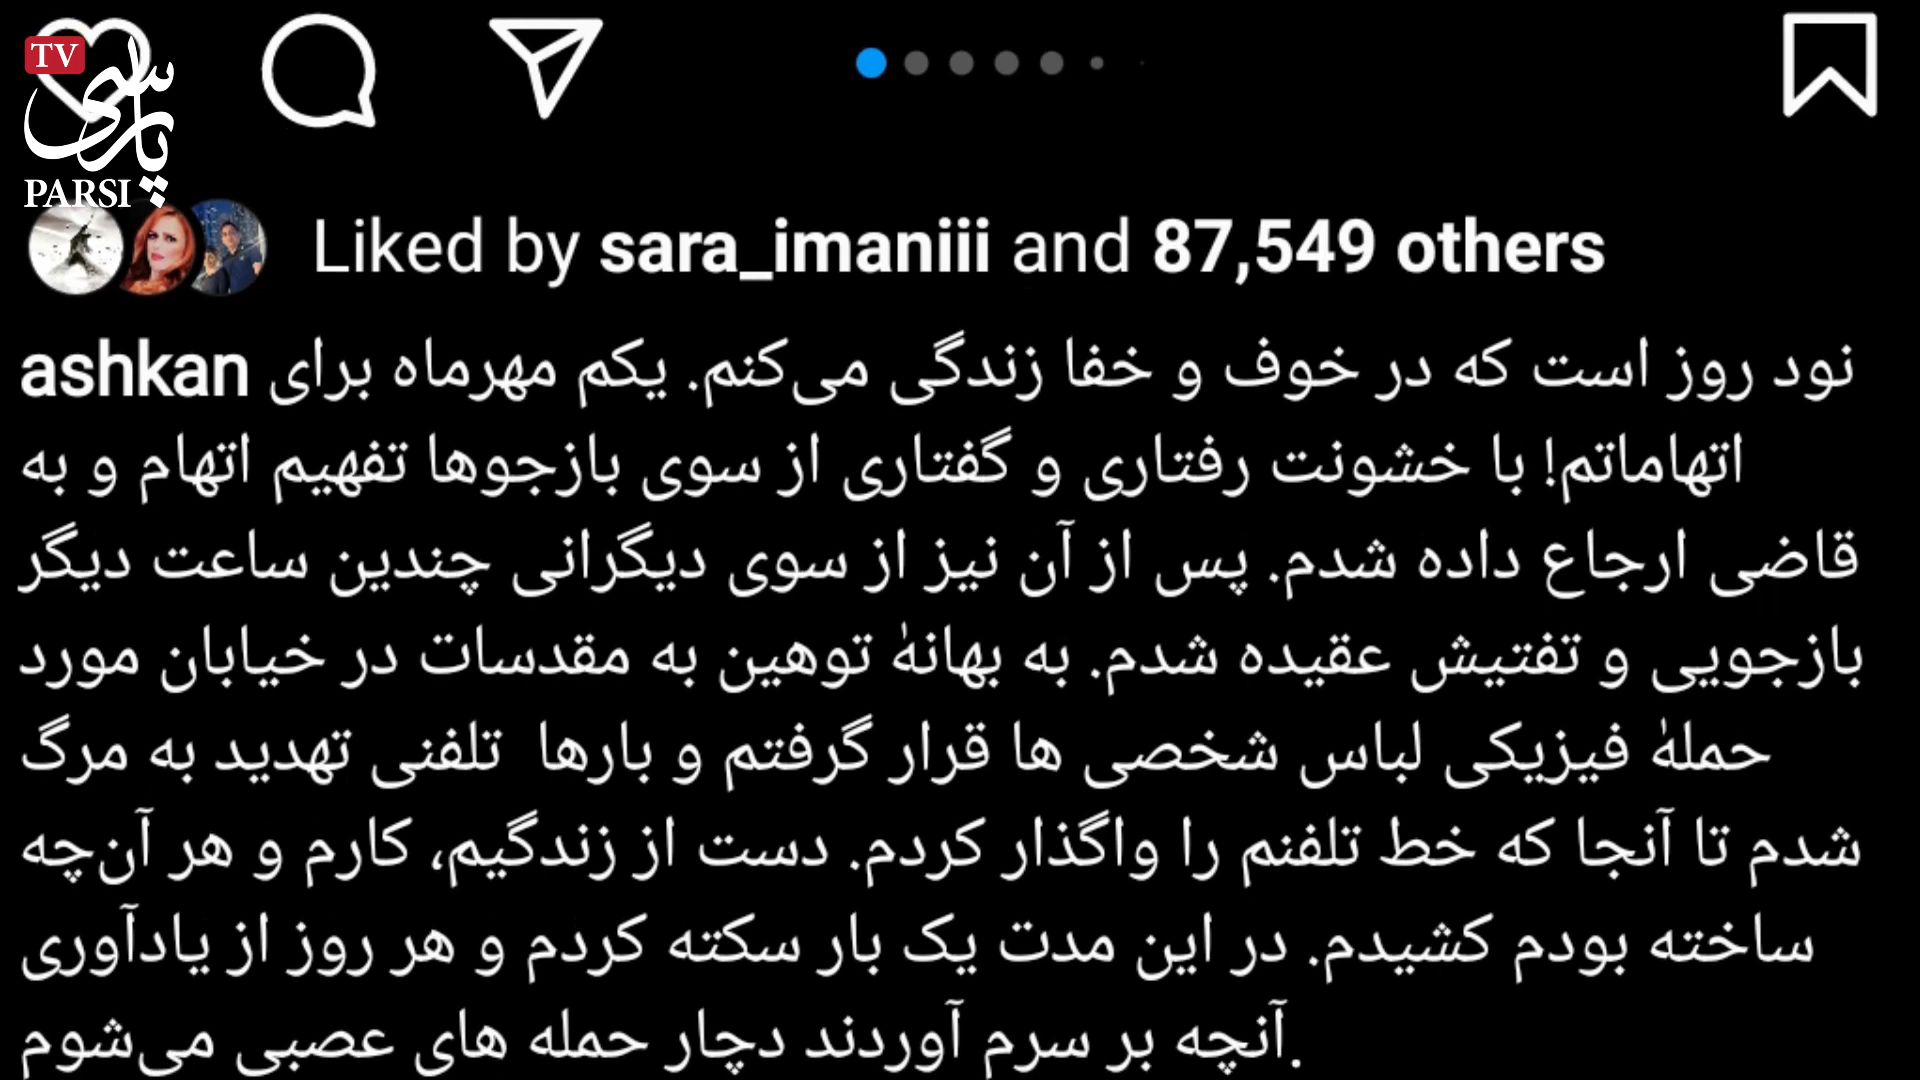 TV
پارسی
PARSI
Liked by sara_imaniii and 87,549 others
ashkan نود روز است که در خوف و خفا زندگی می‌کنم. یکم مهرماه برای
اتهاماتم! با خشونت رفتاری و گفتاری از سوی بازجوها تفهیم اتهام و به
قاضی ارجاع داده شدم. پس از آن نیز از سوی دیگرانی چندین ساعت دیگر
بازجویی و تفتیش عقیده شدم. به بهانهٔ توهین به مقدسات در خیابان مورد
حملهٔ فیزیکی لباس شخصی ها قرار گرفتم و بارها  تلفنی تهدید به مرگ
شدم تا آنجا که خط تلفنم را واگذار کردم. دست از زندگیم، کارم و هر آن‌چه
ساخته بودم کشیدم. در این مدت یک بار سکته کردم و هر روز از یادآوری
آنچه بر سرم آوردند دچار حمله های عصبی می‌شوم.